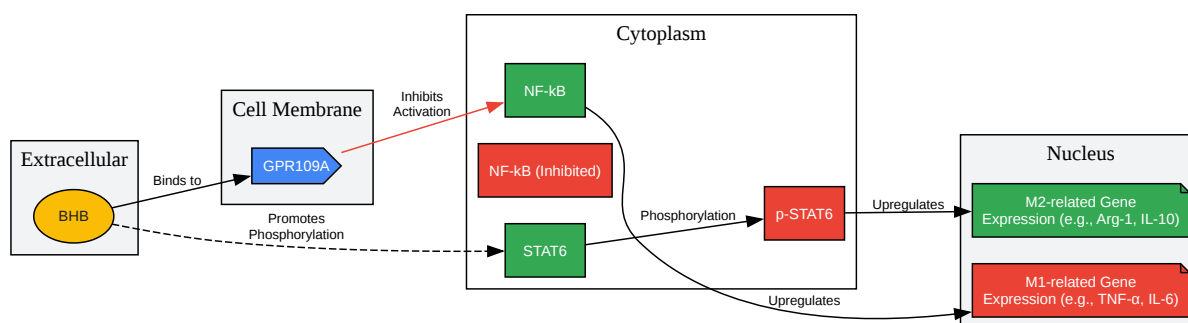 Extracellular
BHB
Binds to
Cell Membrane
GPR109A
Promotes
Phosphorylation
Inhibits
Activation
Cytoplasm
NF-kB
NF-kB (Inhibited)
STAT6
Phosphorylation
p-STAT6
Upregulates
Upregulates
Nucleus
M2-related Gene
Expression (e.g., Arg-1, IL-10)
M1-related Gene
Expression (e.g., TNF-α, IL-6)